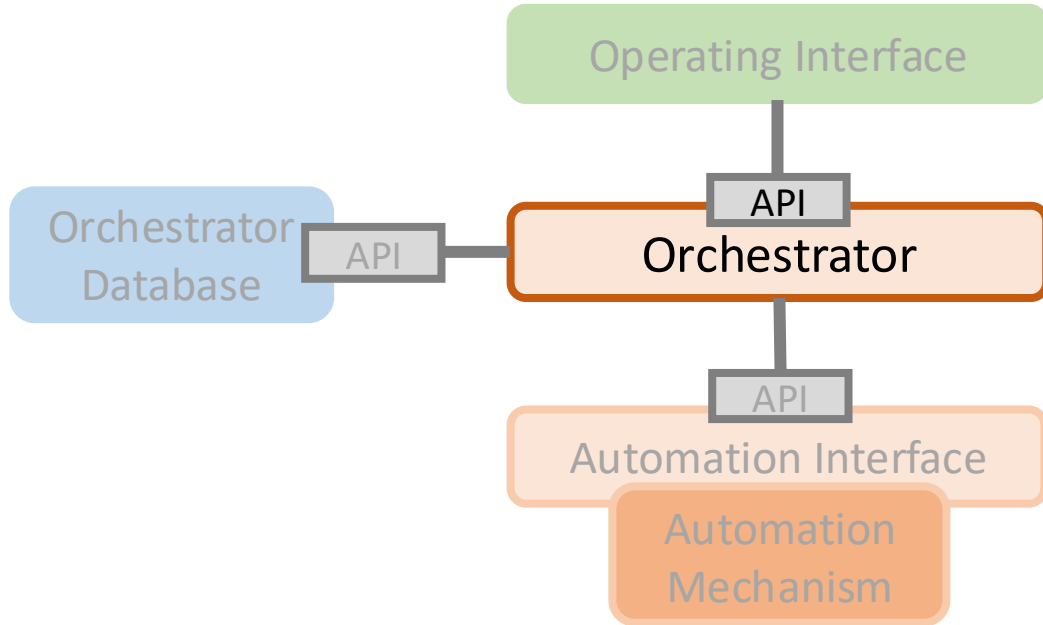 Operating Interface
API
Orchestrator
Database
API
Orchestrator
API
Automation Interface
Automation
Mechanism